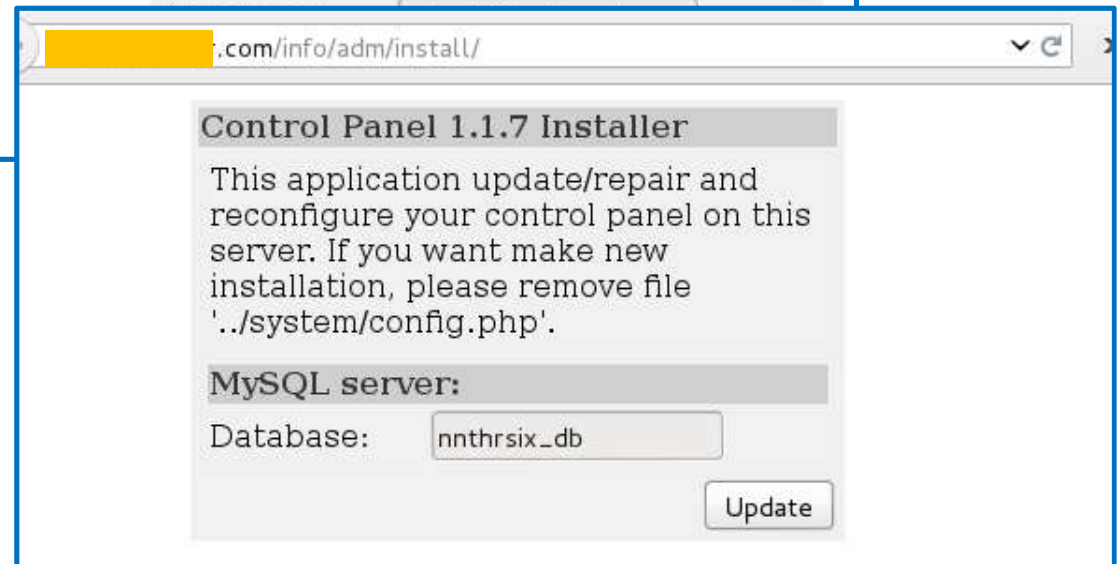 .com/info/adm/install/
Control Panel 1.1.7 Installer
This application update/repair and
reconfigure your control panel on this
server. If you want make new
installation, please remove file
'../system/config.php'.
MySQL server:
Database: nnthrsix_db
Update